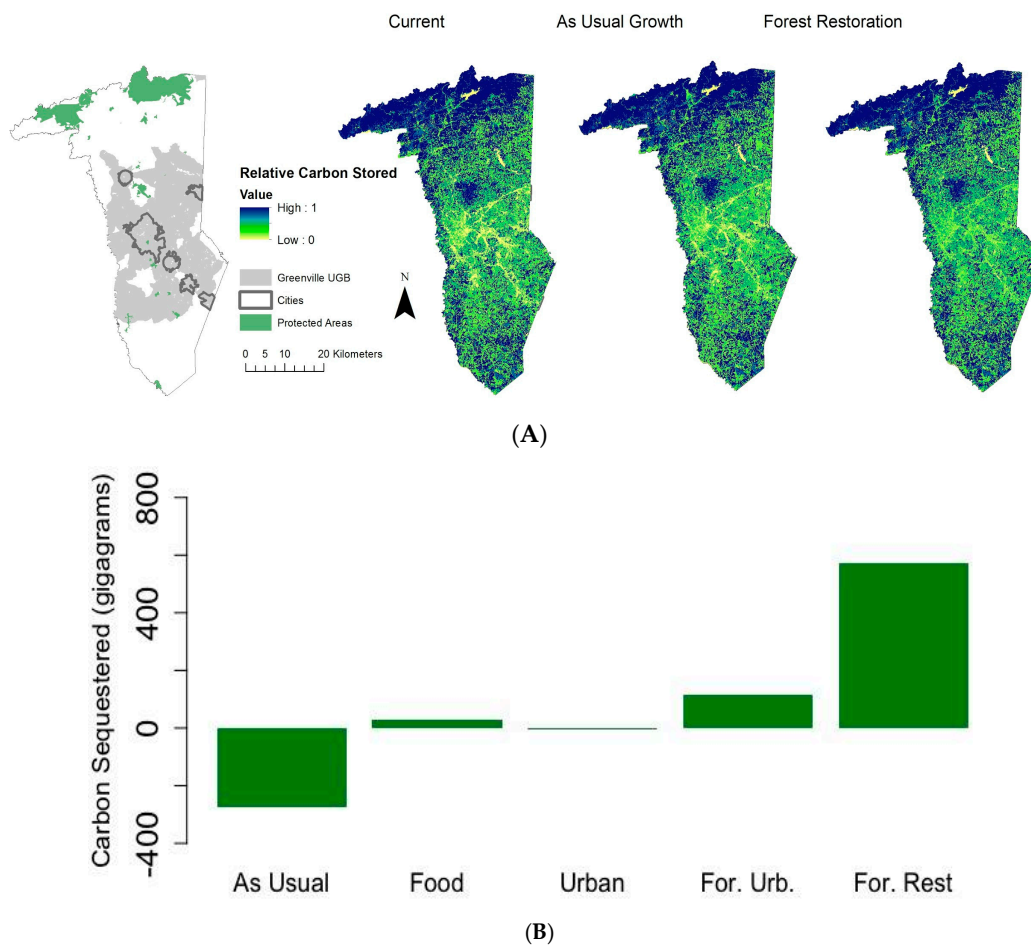 Current
As Usual Growth
Forest Restoration
Relative Carbon Stored
Value
High : 1
Low : 0
Greenville UGB
Cities
Protected Areas
0 5 10 20 Kilometers
N
(A)
Carbon Sequestered (gigagrams)
800
400
0
-400
As Usual
Food
Urban
For. Urb.
For. Rest
(B)